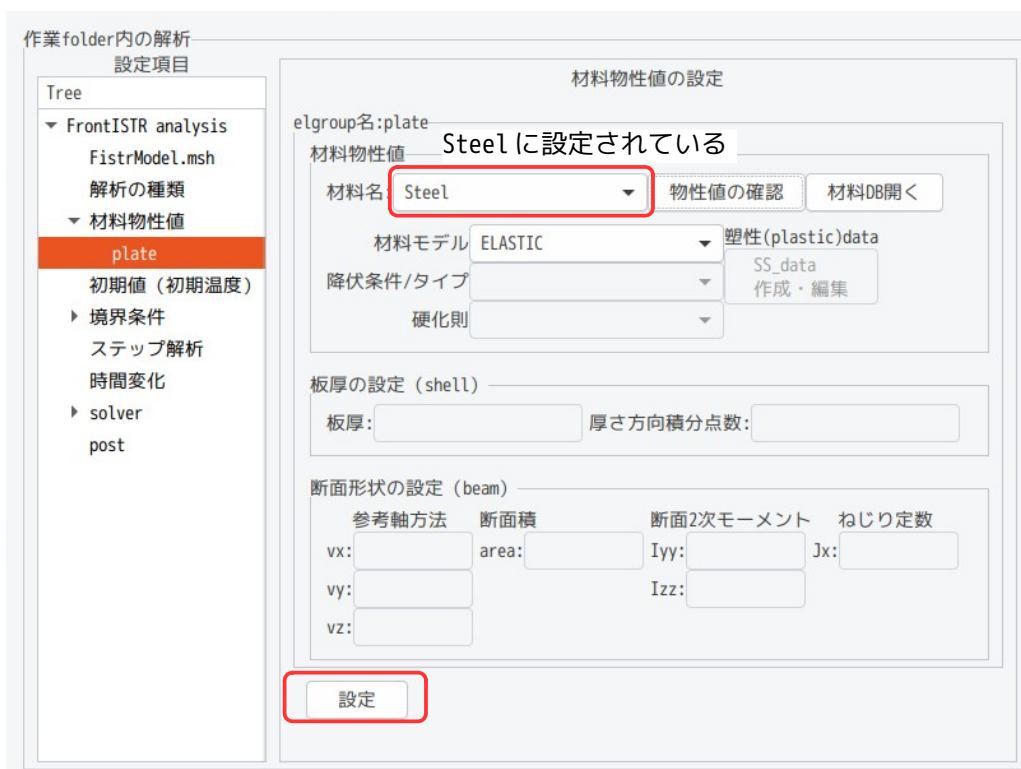 作業folder内の解析
設定項目
Tree
FrontISTR analysis
FistrModel.msh
解析の種類
材料物性値
plate
初期値（初期温度）
境界条件
ステップ解析
時間変化
solver
post
材料物性値の設定
elgroup名:plate
Steelに設定されている
材料物性値
材料名: Steel 物性値の確認 材料DB開く
材料モデル ELASTIC 塑性(plastic)data
降伏条件/タイプ SS_data
作成・編集
硬化則
板厚の設定（shell）
板厚: 厚さ方向積分点数:
断面形状の設定（beam）
参考軸方法 断面積 断面2次モーメント ねじり定数
vx: area: Iyy: Jx:
vy: Izz:
vz:
設定